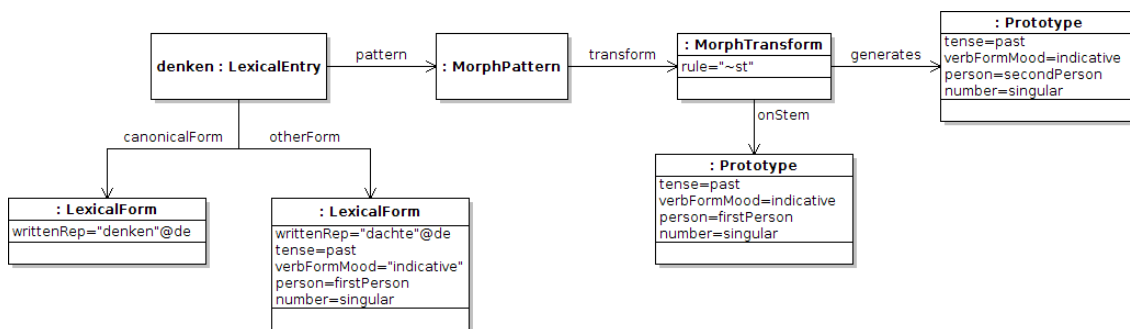 denken : LexicalEntry
pattern
: MorphPattern
transform
: MorphTransform
rule="~st"
generates
: Prototype
tense=past
verbFormMood=indicative
person=secondPerson
number=singular
onStem
: Prototype
tense=past
verbFormMood=indicative
person=firstPerson
number=singular
canonicalForm
otherForm
: LexicalForm
writtenRep="denken"@de
: LexicalForm
writtenRep="dachte"@de
tense=past
verbFormMood="indicative"
person=firstPerson
number=singular